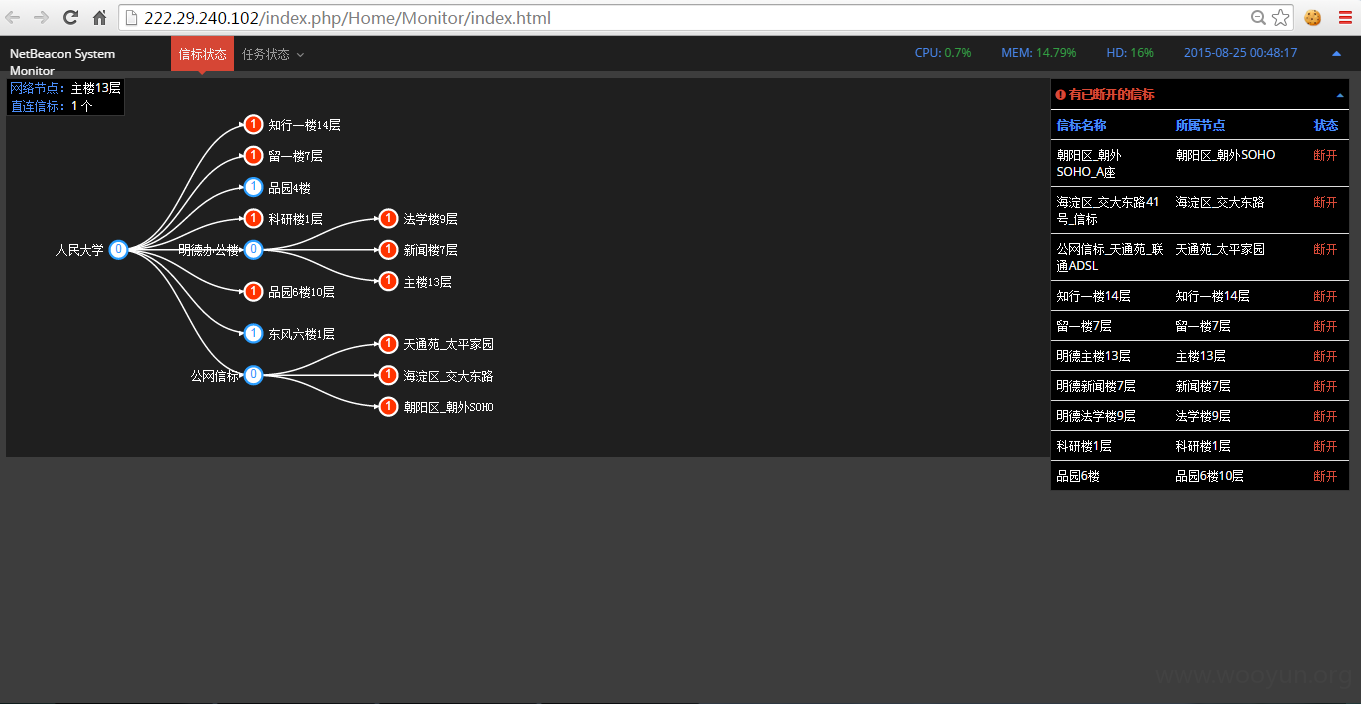 222.29.240.102/index.php/Home/Monitor/index.html
NetBeacon System
Monitor
信标状态
任务状态
CPU: 0.7%
MEM: 14.79%
HD: 16%
2015-08-25 00:48:17
网络节点：主楼13层
直连信标：1 个
1 知行一楼14层
1 留一楼7层
1 品园4楼
1 科研楼1层
1 法学楼9层
人民大学 0
明德办公楼 0
1 新闻楼7层
1 主楼13层
1 品园6楼10层
1 东风六楼1层
1 天通苑_太平家园
公网信标 0
1 海淀区_交大东路
1 朝阳区_朝外SOHO
有已断开的信标
信标名称 所属节点 状态
朝阳区_朝外 朝阳区_朝外SOHO 断开
SOHO_A座
海淀区_交大东路41 海淀区_交大东路 断开
号_信标
公网信标_天通苑_联 天通苑_太平家园 断开
通ADSL
知行一楼14层 知行一楼14层 断开
留一楼7层 留一楼7层 断开
明德主楼13层 主楼13层 断开
明德新闻楼7层 新闻楼7层 断开
明德法学楼9层 法学楼9层 断开
科研楼1层 科研楼1层 断开
品园6楼 品园6楼10层 断开
www.wooyun.org